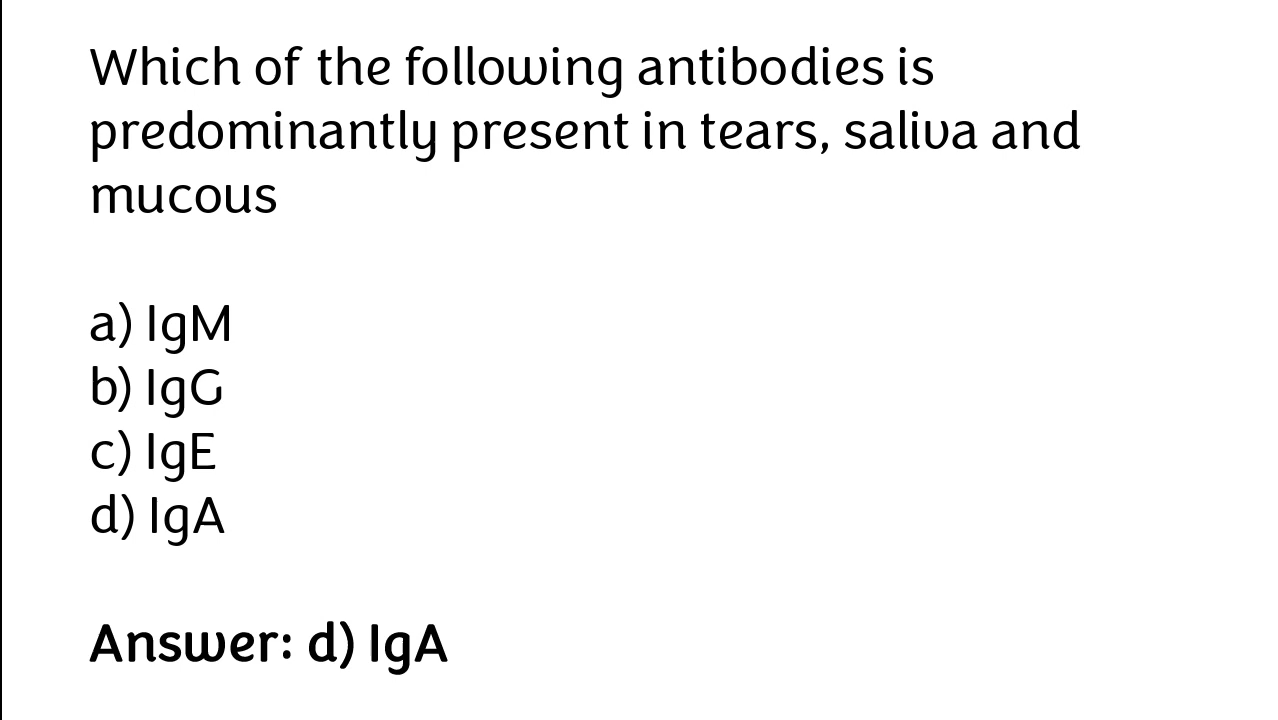 Which of the following antibodies is
predominantly present in tears, saliva and
mucous
a) IgM
b) IgG
c) IgE
d) IgA
Answer: d) IgA